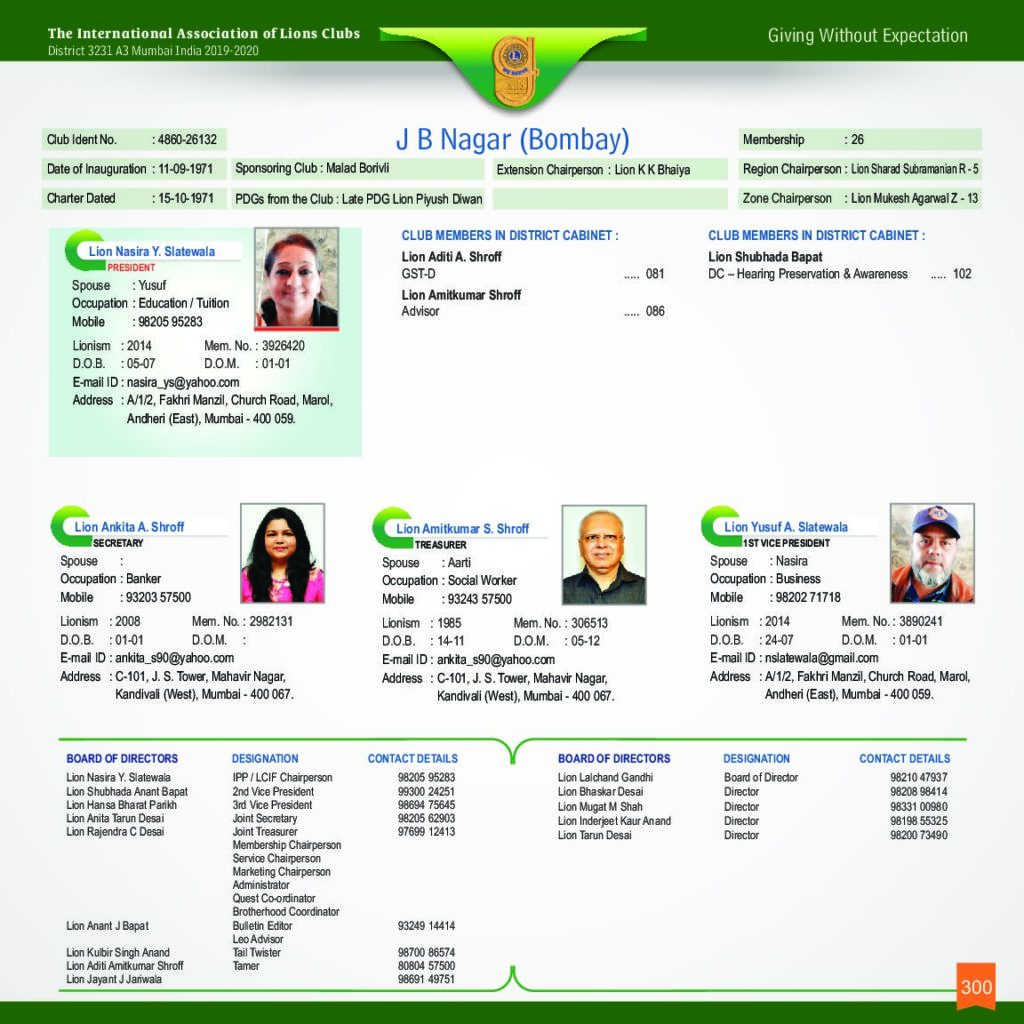 The International Association of Lions Clubs
District 3231 A3 Mumbai India 2019-2020
Giving Without Expectation
WE SERVE
J B Nagar (Bombay)
Club Ident No. : 4860-26132
Membership : 26
Date of Inauguration : 11-09-1971
Sponsoring Club : Malad Borivli
Extension Chairperson : Lion K K Bhaiya
Region Chairperson : Lion Sharad Subramanian R - 5
Charter Dated : 15-10-1971
PDGs from the Club : Late PDG Lion Piyush Diwan
Zone Chairperson : Lion Mukesh Agarwal Z - 13
Lion Nasira Y. Slatewala
PRESIDENT
Spouse : Yusuf
Occupation : Education / Tuition
Mobile : 98205 95283
Lionism : 2014 Mem. No. : 3926420
D.O.B. : 05-07 D.O.M. : 01-01
E-mail ID : nasira_ys@yahoo.com
Address : A/1/2, Fakhri Manzil, Church Road, Marol,
Andheri (East), Mumbai - 400 059.
CLUB MEMBERS IN DISTRICT CABINET :
Lion Aditi A. Shroff
GST-D ..... 081
Lion Amitkumar Shroff
Advisor ..... 086
CLUB MEMBERS IN DISTRICT CABINET :
Lion Shubhada Bapat
DC – Hearing Preservation & Awareness ..... 102
Lion Ankita A. Shroff
SECRETARY
Spouse :
Occupation : Banker
Mobile : 93203 57500
Lionism : 2008 Mem. No. : 2982131
D.O.B. : 01-01 D.O.M. :
E-mail ID : ankita_s90@yahoo.com
Address : C-101, J. S. Tower, Mahavir Nagar,
Kandivali (West), Mumbai - 400 067.
Lion Amitkumar S. Shroff
TREASURER
Spouse : Aarti
Occupation : Social Worker
Mobile : 93243 57500
Lionism : 1985 Mem. No. : 306513
D.O.B. : 14-11 D.O.M. : 05-12
E-mail ID : ankita_s90@yahoo.com
Address : C-101, J. S. Tower, Mahavir Nagar,
Kandivali (West), Mumbai - 400 067.
Lion Yusuf A. Slatewala
1ST VICE PRESIDENT
Spouse : Nasira
Occupation : Business
Mobile : 98202 71718
Lionism : 2014 Mem. No. : 3890241
D.O.B. : 24-07 D.O.M. : 01-01
E-mail ID : nslatewala@gmail.com
Address : A/1/2, Fakhri Manzil, Church Road, Marol,
Andheri (East), Mumbai - 400 059.
BOARD OF DIRECTORS DESIGNATION CONTACT DETAILS
Lion Nasira Y. Slatewala IPP / LCIF Chairperson 98205 95283
Lion Shubhada Anant Bapat 2nd Vice President 99300 24251
Lion Hansa Bharat Parikh 3rd Vice President 98694 75645
Lion Anita Tarun Desai Joint Secretary 98205 62903
Lion Rajendra C Desai Joint Treasurer 97699 12413
Membership Chairperson
Service Chairperson
Marketing Chairperson
Administrator
Quest Co-ordinator
Brotherhood Coordinator
Lion Anant J Bapat Bulletin Editor 93249 14414
Leo Advisor
Lion Kulbir Singh Anand Tail Twister 98700 86574
Lion Aditi Amitkumar Shroff Tamer 80804 57500
Lion Jayant J Jariwala 98691 49751
BOARD OF DIRECTORS DESIGNATION CONTACT DETAILS
Lion Lalchand Gandhi Board of Director 98210 47937
Lion Bhaskar Desai Director 98208 98414
Lion Mugat M Shah Director 98331 00980
Lion Inderjeet Kaur Anand Director 98198 55325
Lion Tarun Desai Director 98200 73490
300